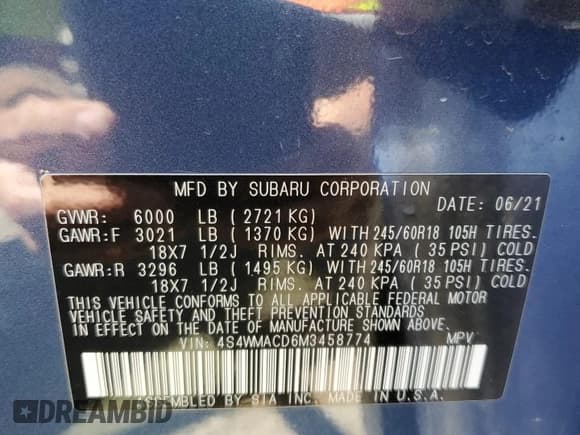 MFD BY SUBARU CORPORATION
DATE: 06/21
GVWR: 6000 LB ( 2721 KG)
GAWR:F 3021 LB ( 1370 KG) WITH 245/60R18 105H TIRES.
18X7 1/2J RIMS. AT 240 KPA ( 35 PSI) COLD
GAWR:R 3296 LB ( 1495 KG) WITH 245/60R18 105H TIRES.
18X7 1/2J RIMS. AT 240 KPA ( 35 PSI) COLD
THIS VEHICLE CONFORMS TO ALL APPLICABLE FEDERAL MOTOR
VEHICLE SAFETY AND THEFT PREVENTION STANDARDS
IN EFFECT ON THE DATE OF MANUFACTURE SHOWN ABOVE.
VIN: 4S4WMACD6M3458774 MPV
ASSEMBLED BY SIA INC. MADE IN U.S.A.
DREAMBID